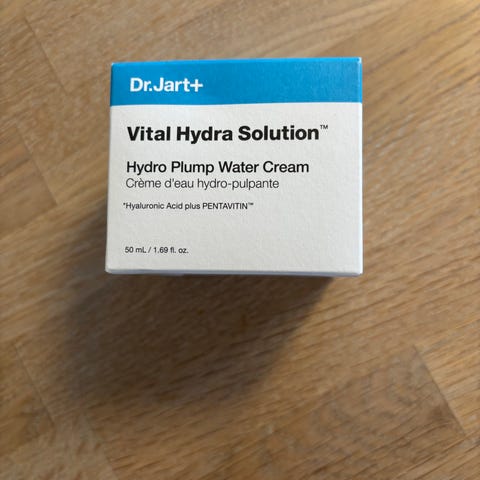 Dr.Jart+
Vital Hydra Solution™
Hydro Plump Water Cream
Crème d'eau hydro-pulpante
*Hyaluronic Acid plus PENTAVITIN™
50 mL / 1.69 fl. oz.